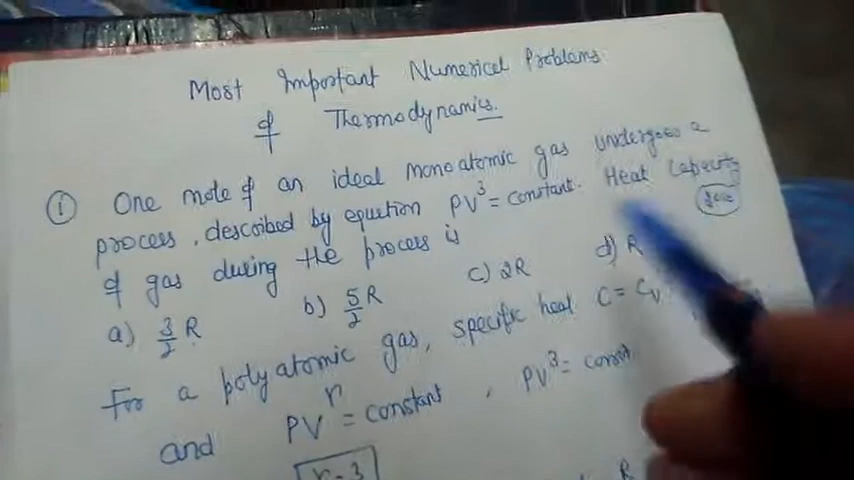 Most Important Numerical Problems
of Thermodynamics.
① One mole of an ideal monoatomic gas undergoes a
process, described by equation PV³ = constant. Heat Capacity
of gas during the process is
a) 3/2 R b) 5/2 R c) 2R d) R
For a polyatomic gas, specific heat C = Cv
and PV^r = constant, PV³ = const
r = 3
R